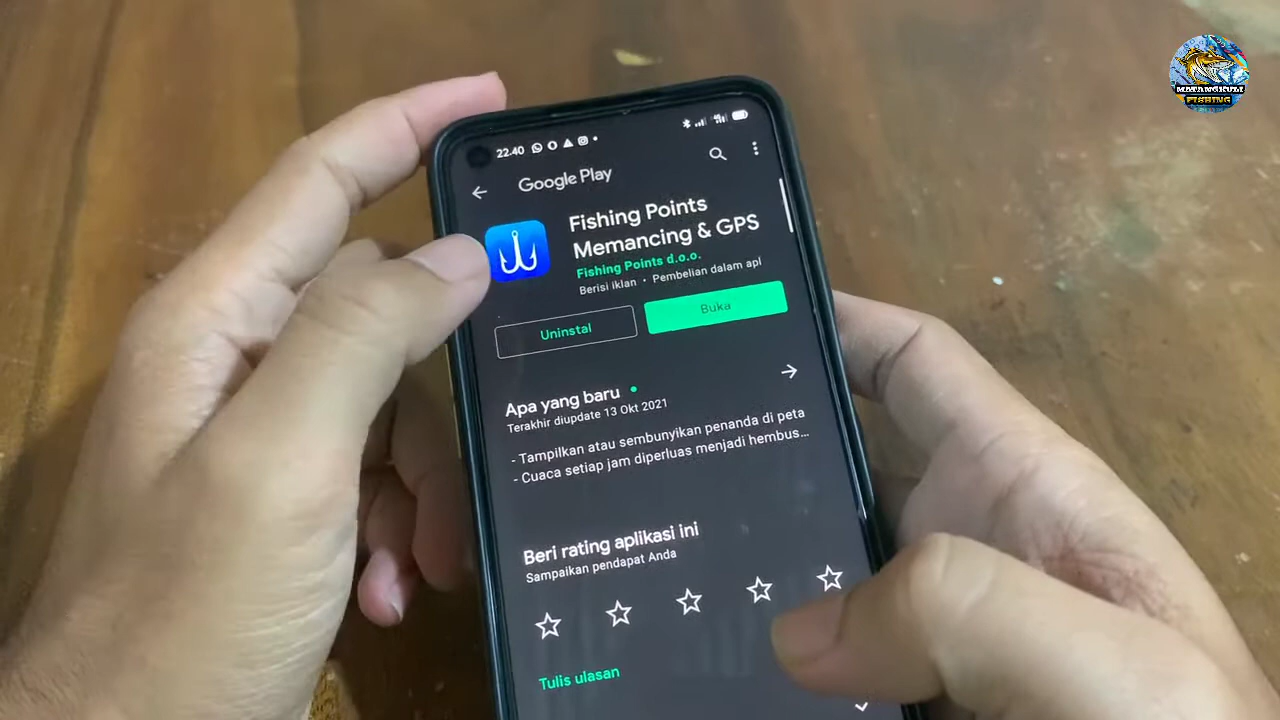 MATANGKULI
FISHING
22.40
Google Play
Fishing Points
Memancing & GPS
Fishing Points d.o.o.
Berisi iklan • Pembelian dalam apl
Uninstal
Buka
Apa yang baru
Terakhir diupdate 13 Okt 2021
- Tampilkan atau sembunyikan penanda di peta
- Cuaca setiap jam diperluas menjadi hembus...
Beri rating aplikasi ini
Sampaikan pendapat Anda
Tulis ulasan